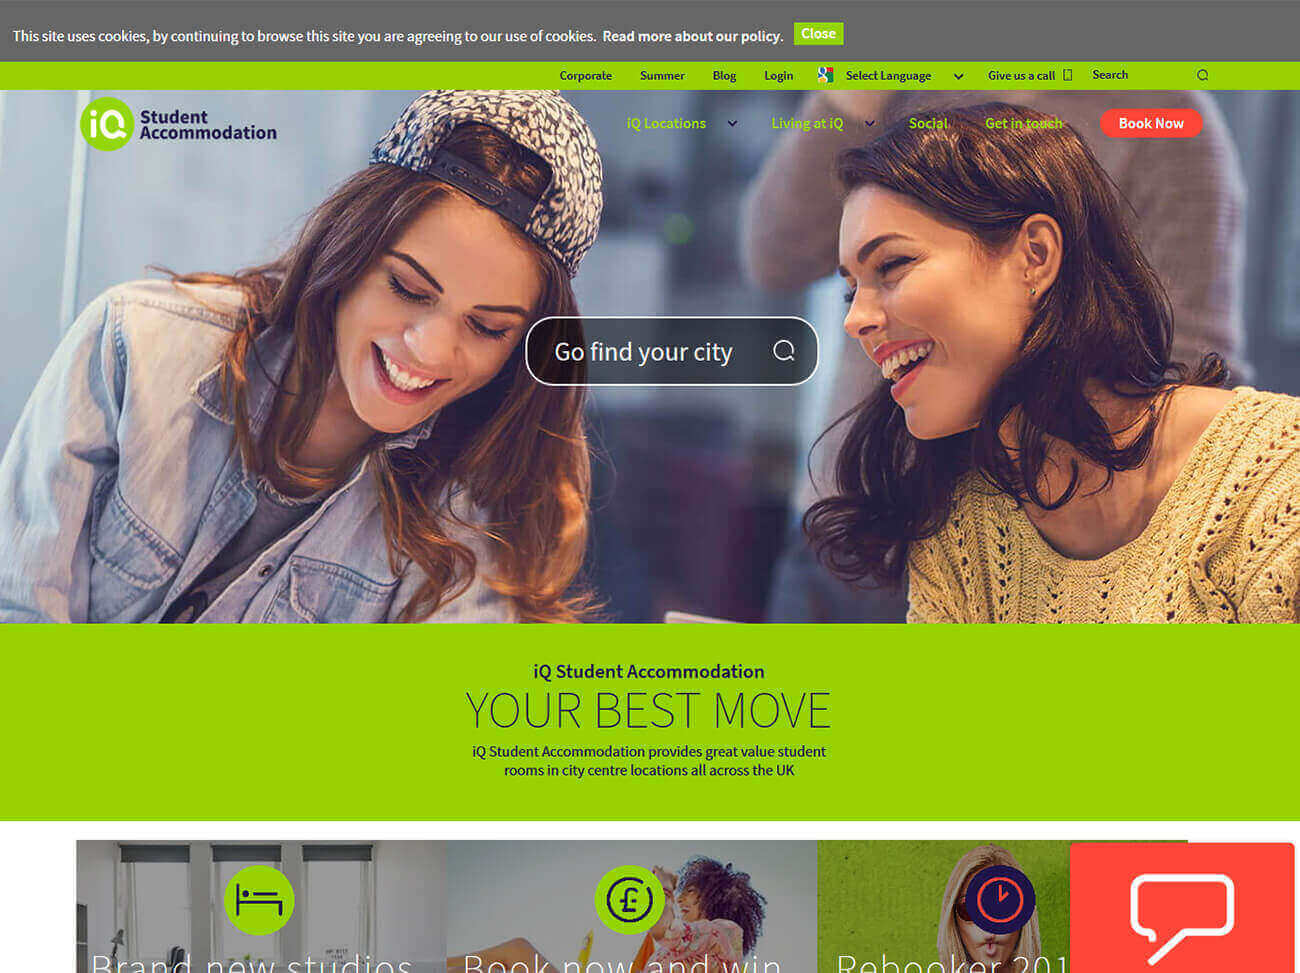 This site uses cookies, by continuing to browse this site you are agreeing to our use of cookies. Read more about our policy. Close
Corporate Summer Blog Login Select Language Give us a call Search
iQ Student
Accommodation
iQ Locations Living at iQ Social Get in touch Book Now
Go find your city
iQ Student Accommodation
YOUR BEST MOVE
iQ Student Accommodation provides great value student
rooms in city centre locations all across the UK
Brand new studios Book now and win Rebooker